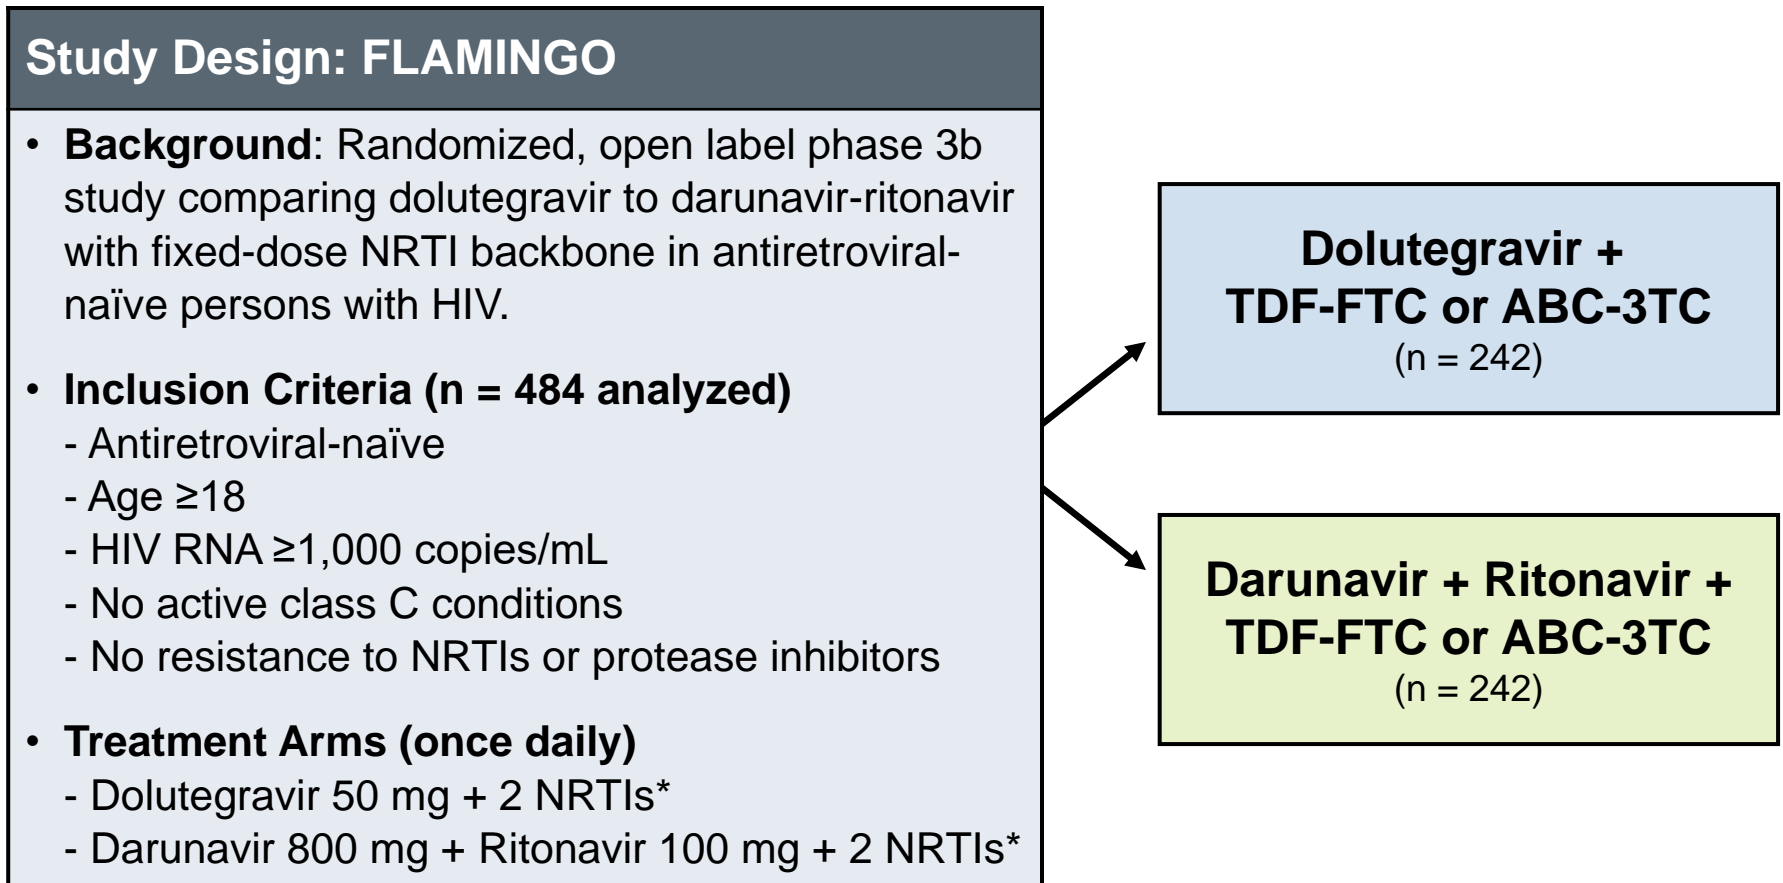 Study Design: FLAMINGO
• Background: Randomized, open label phase 3b
study comparing dolutegravir to darunavir-ritonavir
with fixed-dose NRTI backbone in antiretroviral-
naïve persons with HIV.
• Inclusion Criteria (n = 484 analyzed)
- Antiretroviral-naïve
- Age ≥18
- HIV RNA ≥1,000 copies/mL
- No active class C conditions
- No resistance to NRTIs or protease inhibitors
• Treatment Arms (once daily)
- Dolutegravir 50 mg + 2 NRTIs*
- Darunavir 800 mg + Ritonavir 100 mg + 2 NRTIs*
Dolutegravir +
TDF-FTC or ABC-3TC
(n = 242)
Darunavir + Ritonavir +
TDF-FTC or ABC-3TC
(n = 242)